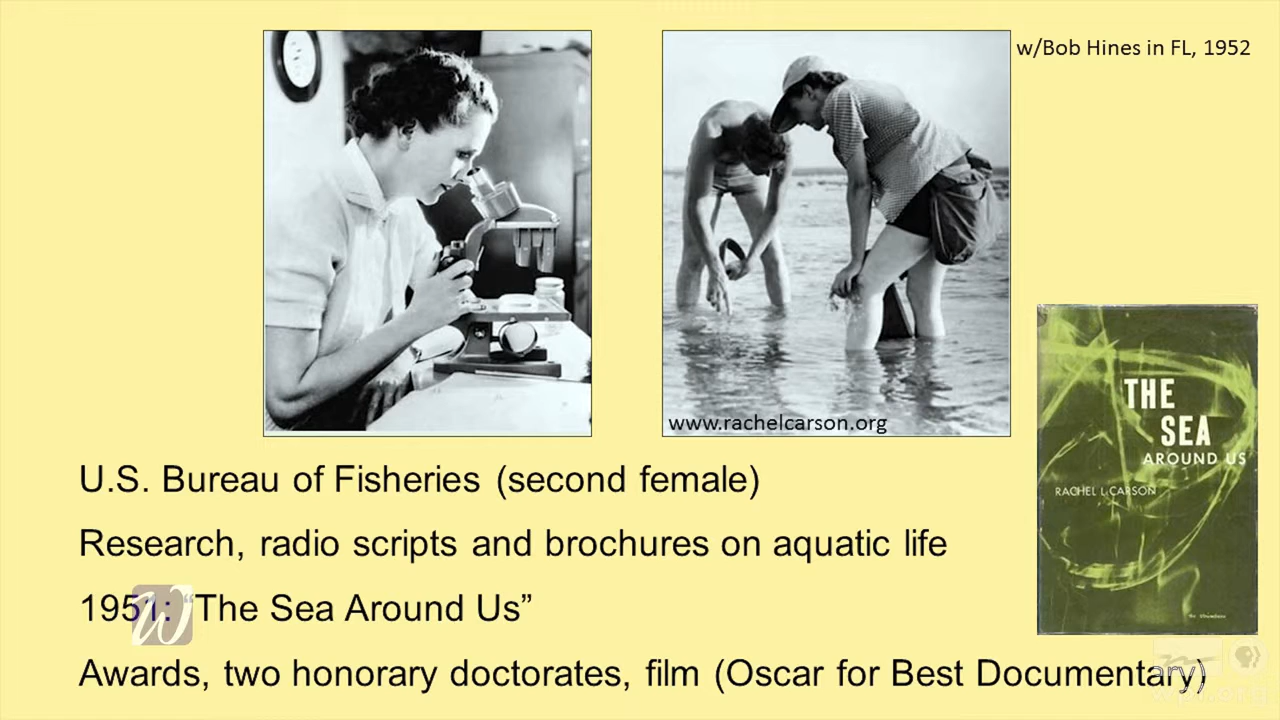 w/Bob Hines in FL, 1952
www.rachelcarson.org
THE
SEA
AROUND US
RACHEL L. CARSON
U.S. Bureau of Fisheries (second female)
Research, radio scripts and brochures on aquatic life
1951: “The Sea Around Us”
Awards, two honorary doctorates, film (Oscar for Best Documentary)
W
wpt.org